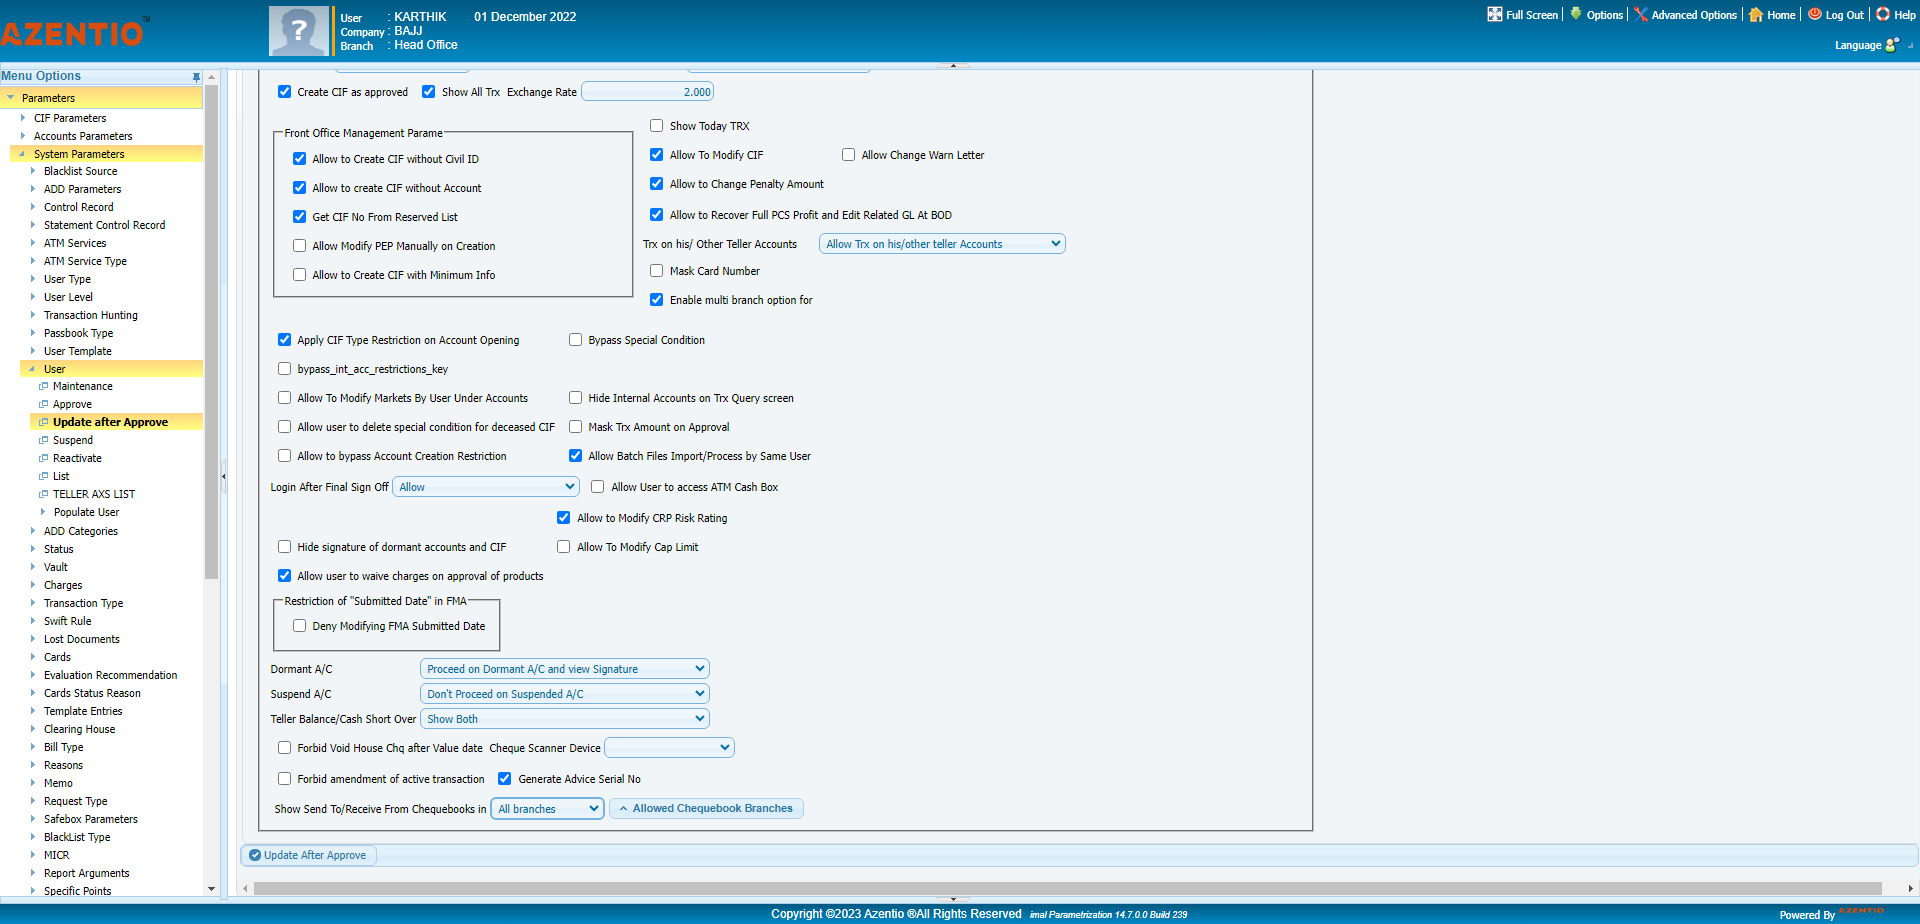 AZENTIO TM
User : KARTHIK 01 December 2022
Company : BAJJ
Branch : Head Office
Full Screen Options Advanced Options Home Log Out Help
Language
Menu Options
Parameters
CIF Parameters
Accounts Parameters
System Parameters
Blacklist Source
ADD Parameters
Control Record
Statement Control Record
ATM Services
ATM Service Type
User Type
User Level
Transaction Hunting
Passbook Type
User Template
User
Maintenance
Approve
Update after Approve
Suspend
Reactivate
List
TELLER AXS LIST
Populate User
ADD Categories
Status
Vault
Charges
Transaction Type
Swift Rule
Lost Documents
Cards
Evaluation Recommendation
Cards Status Reason
Template Entries
Clearing House
Bill Type
Reasons
Memo
Request Type
Safebox Parameters
BlackList Type
MICR
Report Arguments
Specific Points
Create CIF as approved Show All Trx Exchange Rate 2.000
Front Office Management Parame
Allow to Create CIF without Civil ID
Allow to create CIF without Account
Get CIF No From Reserved List
Allow Modify PEP Manually on Creation
Allow to Create CIF with Minimum Info
Show Today TRX
Allow To Modify CIF Allow Change Warn Letter
Allow to Change Penalty Amount
Allow to Recover Full PCS Profit and Edit Related GL At BOD
Trx on his/ Other Teller Accounts Allow Trx on his/other teller Accounts
Mask Card Number
Enable multi branch option for
Apply CIF Type Restriction on Account Opening Bypass Special Condition
bypass_int_acc_restrictions_key
Allow To Modify Markets By User Under Accounts Hide Internal Accounts on Trx Query screen
Allow user to delete special condition for deceased CIF Mask Trx Amount on Approval
Allow to bypass Account Creation Restriction Allow Batch Files Import/Process by Same User
Login After Final Sign Off Allow Allow User to access ATM Cash Box
Allow to Modify CRP Risk Rating
Hide signature of dormant accounts and CIF Allow To Modify Cap Limit
Allow user to waive charges on approval of products
Restriction of "Submitted Date" in FMA
Deny Modifying FMA Submitted Date
Dormant A/C Proceed on Dormant A/C and view Signature
Suspend A/C Don't Proceed on Suspended A/C
Teller Balance/Cash Short Over Show Both
Forbid Void House Chq after Value date Cheque Scanner Device
Forbid amendment of active transaction Generate Advice Serial No
Show Send To/Receive From Chequebooks in All branches Allowed Chequebook Branches
Update After Approve
Copyright ©2023 Azentio ®All Rights Reserved imal Parametrization 14.7.0.0 Build 239
Powered By AZENTIO